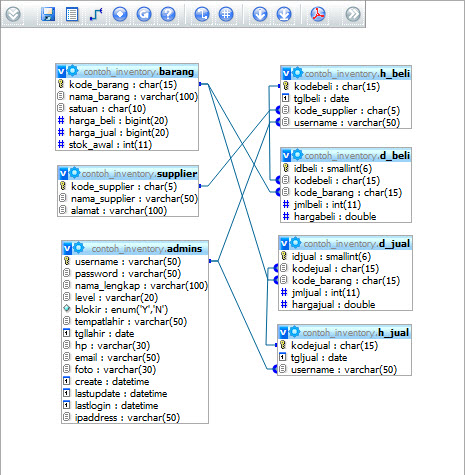 contoh_inventory.barang
kode_barang : char(15)
nama_barang : varchar(100)
satuan : char(10)
harga_beli : bigint(20)
harga_jual : bigint(20)
stok_awal : int(11)
contoh_inventory.supplier
kode_supplier : char(5)
nama_supplier : varchar(50)
alamat : varchar(100)
contoh_inventory.admins
username : varchar(50)
password : varchar(50)
nama_lengkap : varchar(100)
level : varchar(20)
blokir : enum('Y','N')
tempatlahir : varchar(50)
tgllahir : date
hp : varchar(30)
email : varchar(50)
foto : varchar(30)
create : datetime
lastupdate : datetime
lastlogin : datetime
ipaddress : varchar(50)
contoh_inventory.h_beli
kodebeli : char(15)
tglbeli : date
kode_supplier : char(5)
username : varchar(50)
contoh_inventory.d_beli
idbeli : smallint(6)
kodebeli : char(15)
kode_barang : char(15)
jmlbeli : int(11)
hargabeli : double
contoh_inventory.d_jual
idjual : smallint(6)
kodejual : char(15)
kode_barang : char(15)
jmljual : int(11)
hargajual : double
contoh_inventory.h_jual
kodejual : char(15)
tgljual : date
username : varchar(50)